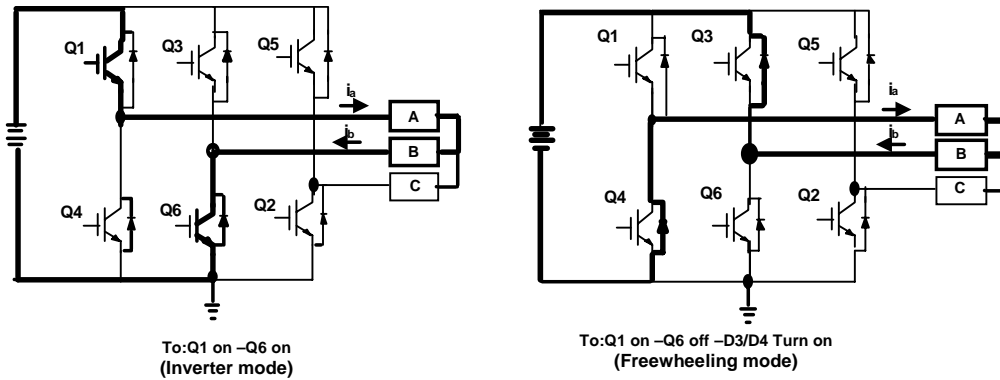 Q1
Q3
Q5
ia
A
ib
B
C
Q4
Q6
Q2
To:Q1 on –Q6 on
(Inverter mode)
Q1
Q3
Q5
ia
A
ib
B
C
Q4
Q6
Q2
To:Q1 on –Q6 off –D3/D4 Turn on
(Freewheeling mode)